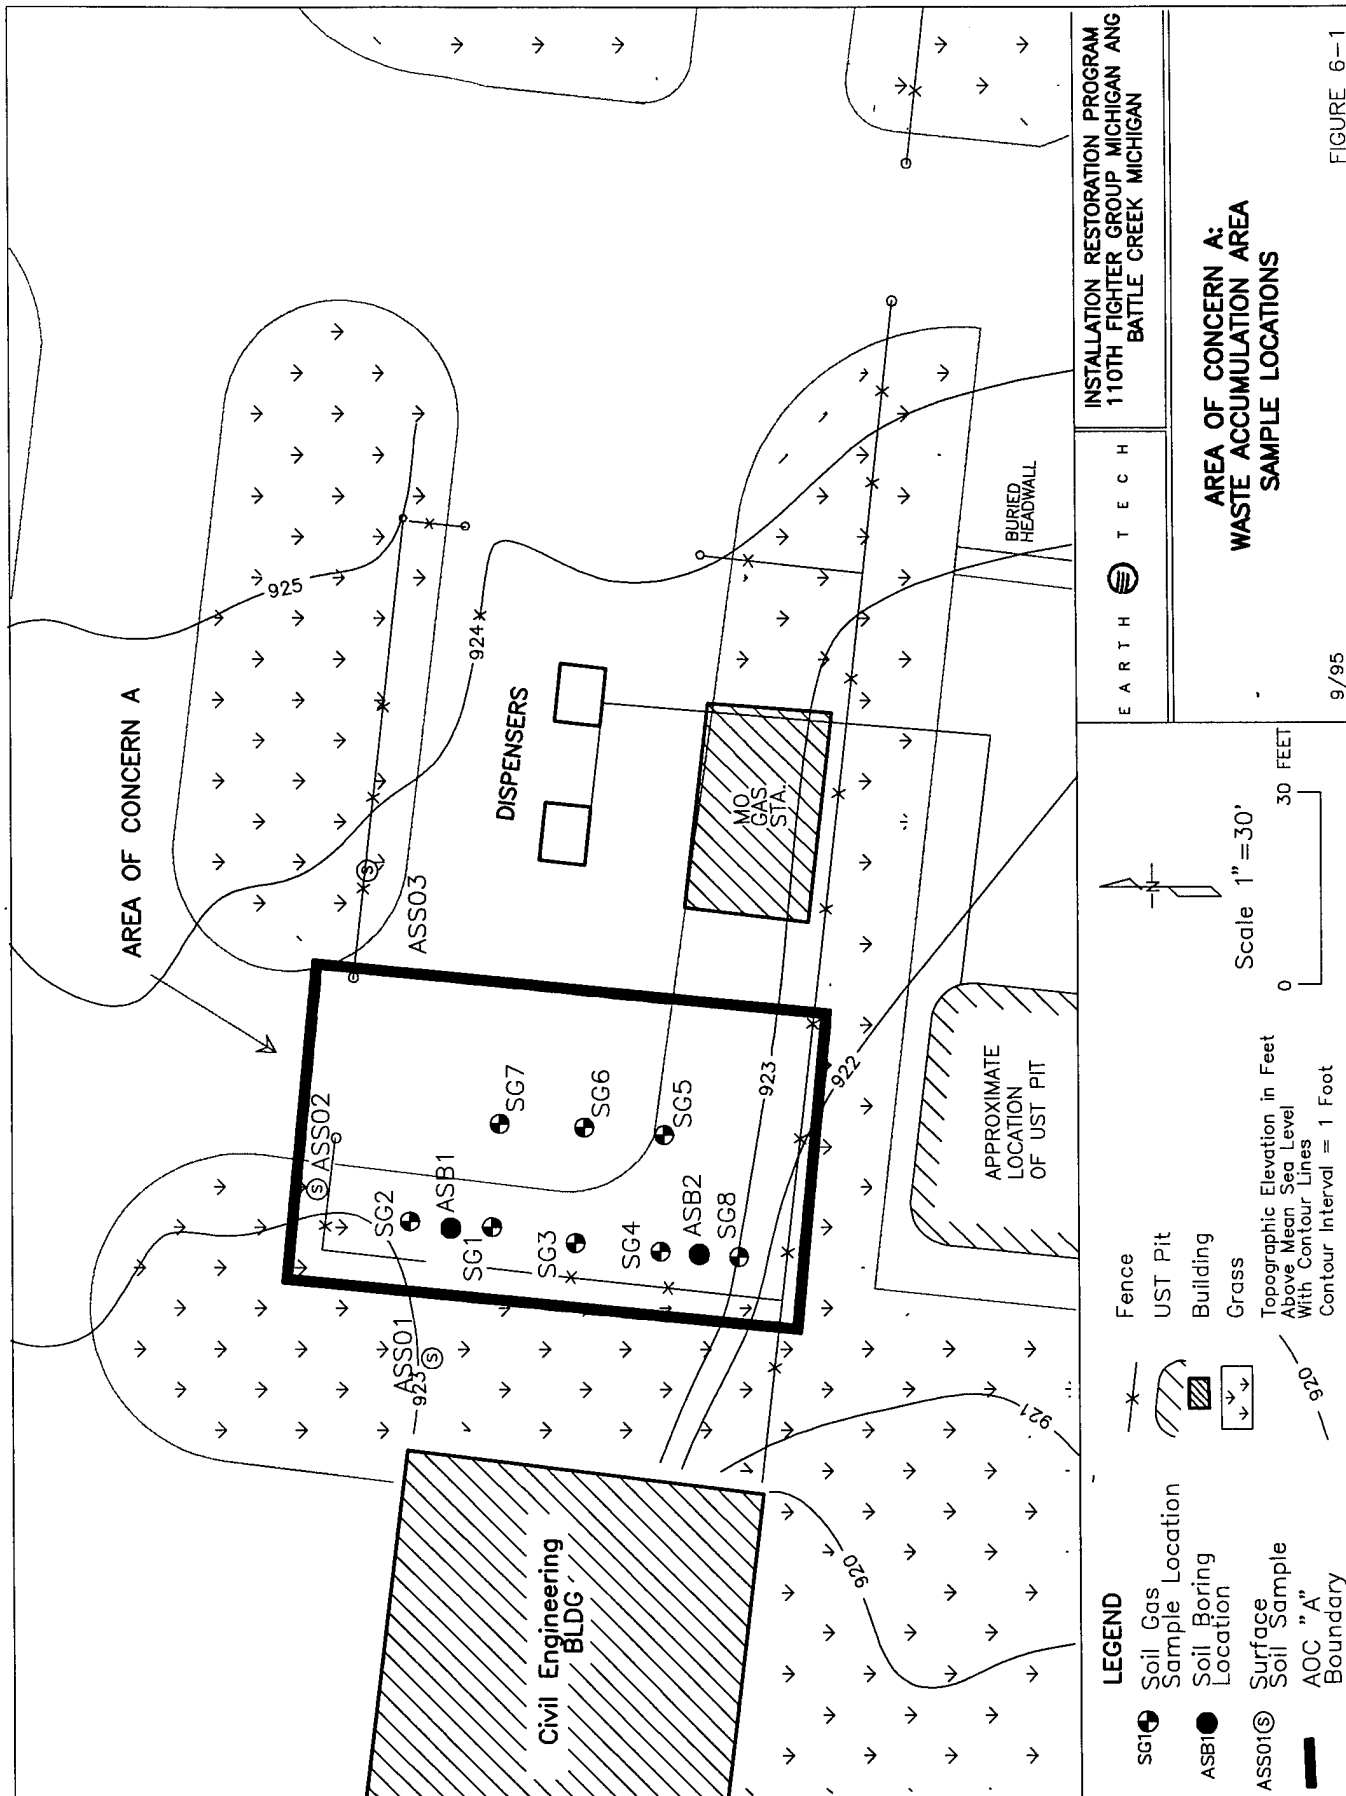 AREA OF CONCERN A
925
924
DISPENSERS
ASS03
ASS02
SG7
SG6
SG5
SG2
ASB1
SG1
SG3
SG4
ASB2
SG8
ASS01
923
923
922
921
920
MO.
GAS.
STA.
BURIED
HEADWALL
APPROXIMATE
LOCATION
OF UST PIT
Civil Engineering
BLDG
LEGEND
SG1 Soil Gas
Sample Location
ASB1 Soil Boring
Location
ASS01 S Surface
Soil Sample
AOC "A"
Boundary
Fence
UST Pit
Building
Grass
920 Topographic Elevation in Feet
Above Mean Sea Level
With Contour Lines
Contour Interval = 1 Foot
N
Scale 1"=30'
0 30 FEET
EARTH TECH
INSTALLATION RESTORATION PROGRAM
110TH FIGHTER GROUP MICHIGAN ANG
BATTLE CREEK MICHIGAN
AREA OF CONCERN A:
WASTE ACCUMULATION AREA
SAMPLE LOCATIONS
9/95
FIGURE 6-1